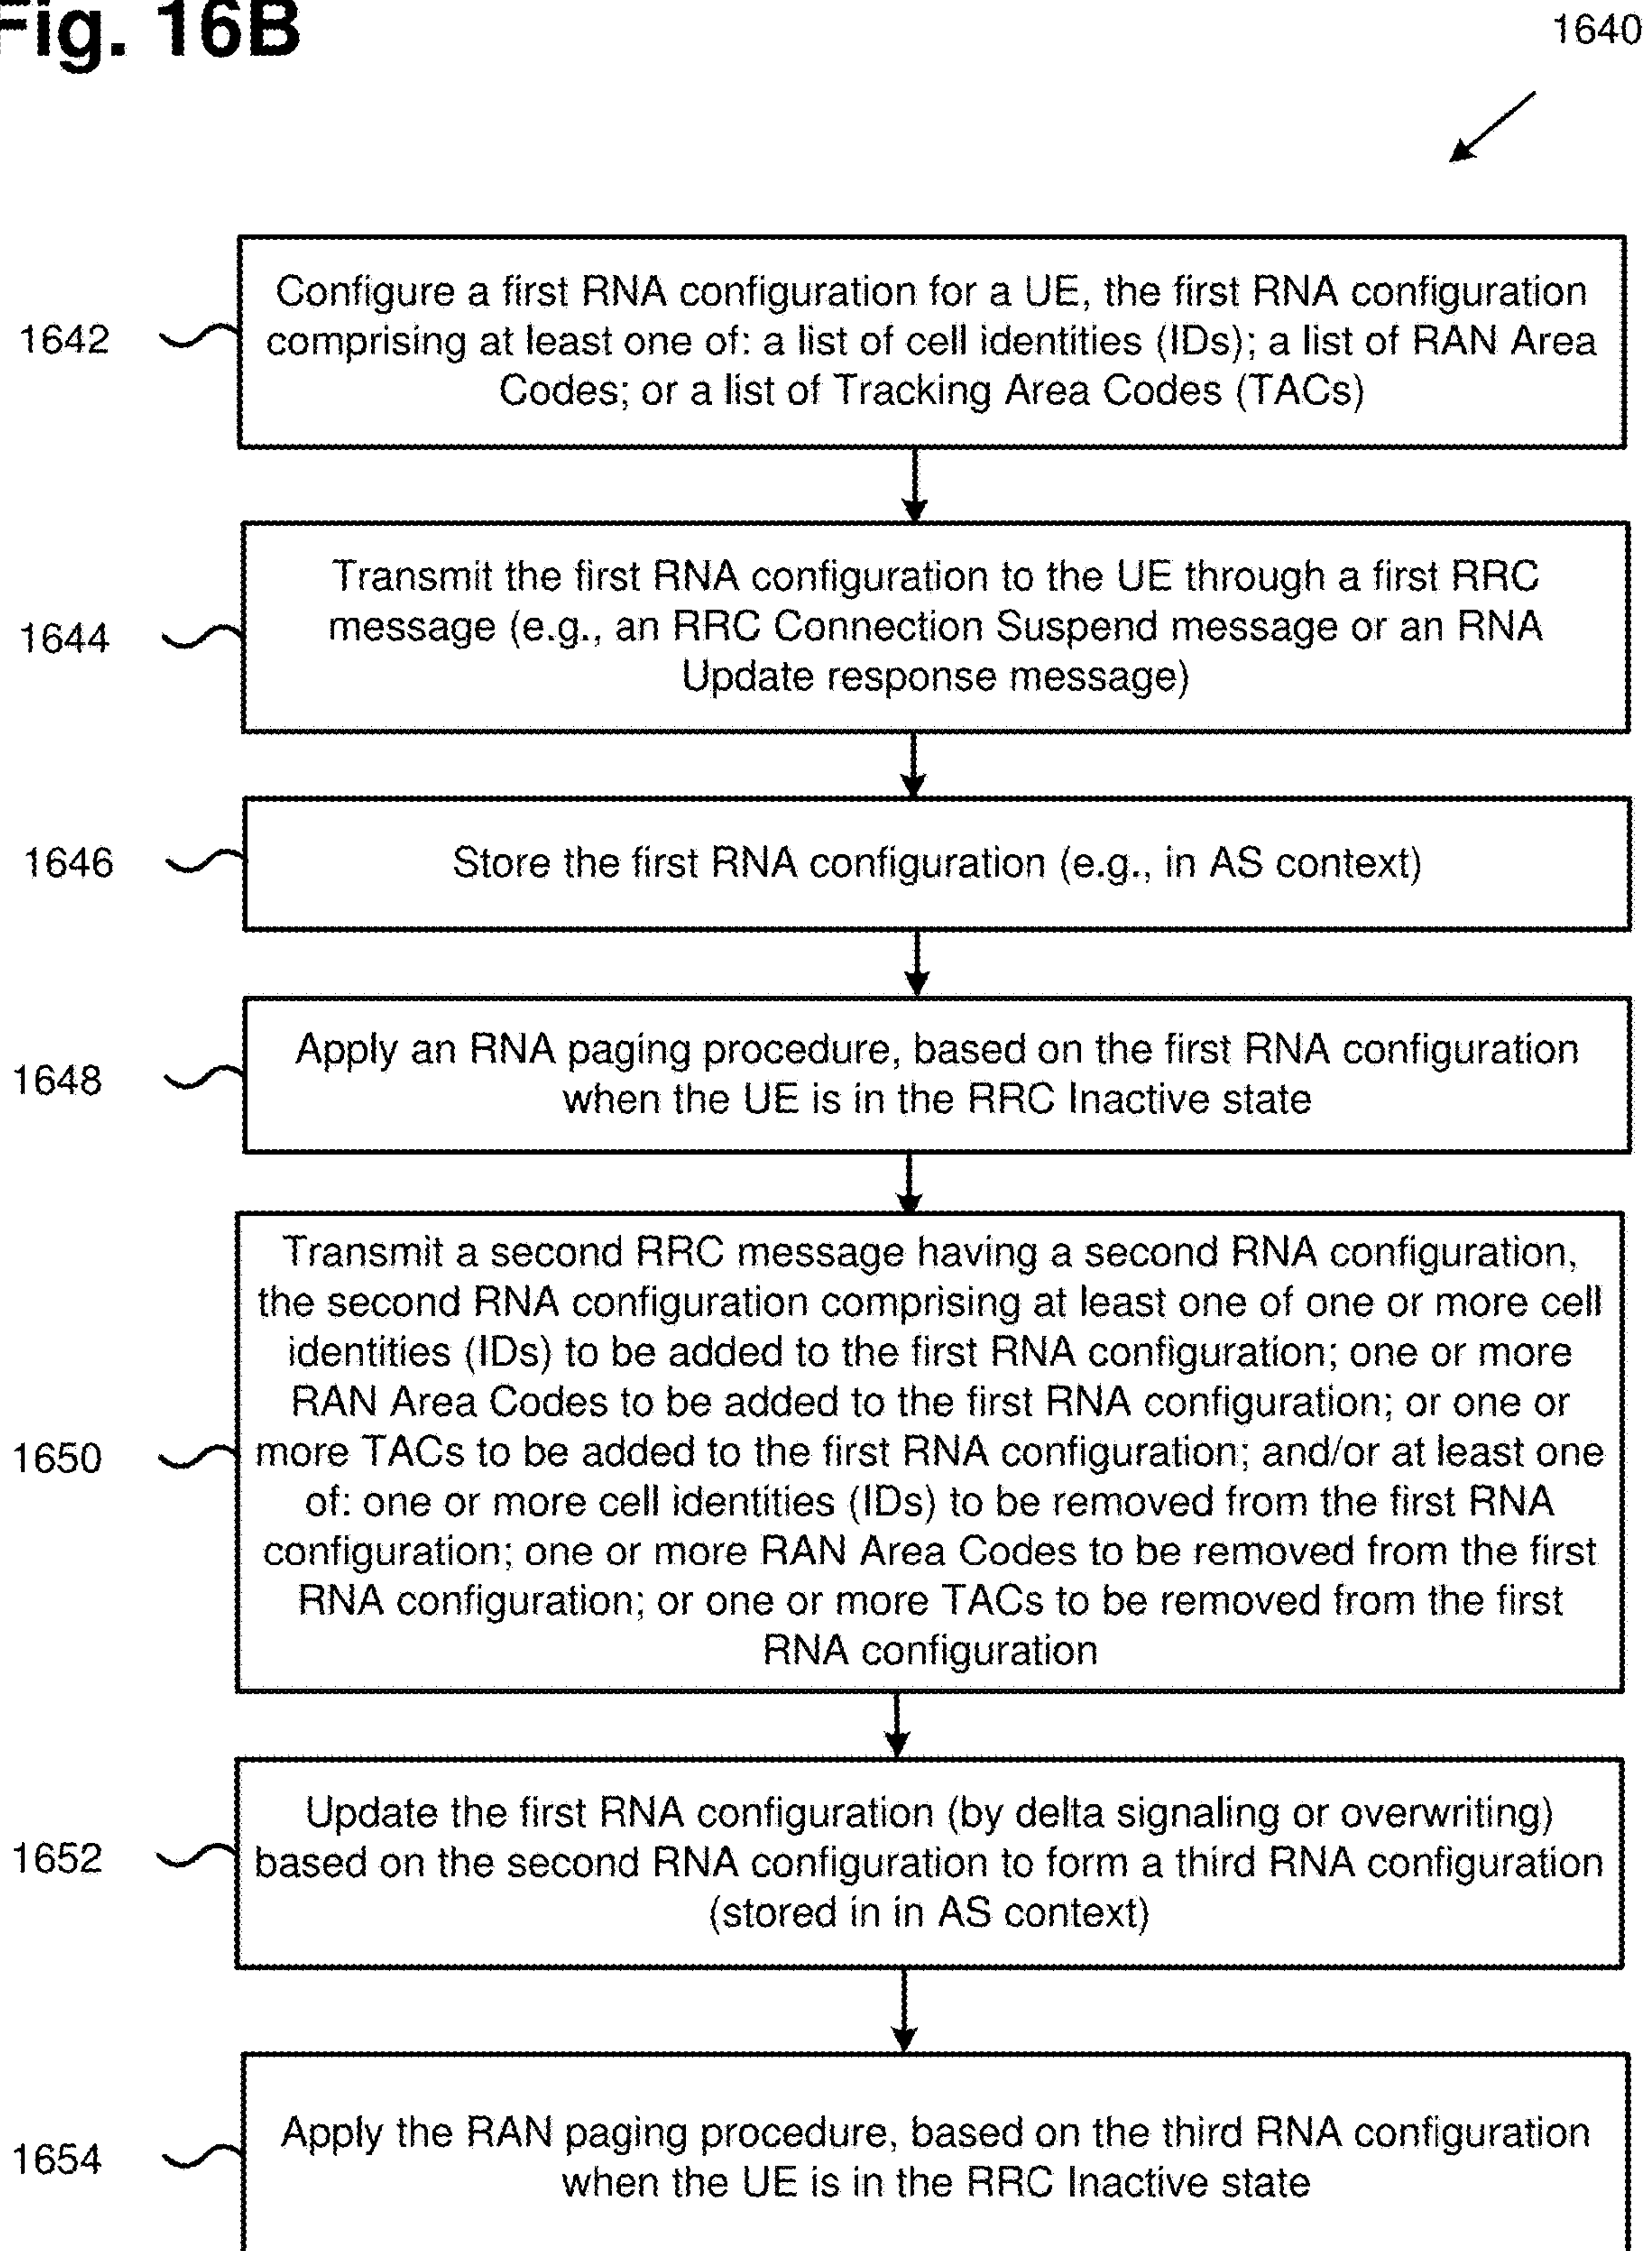 Fig. 16B
1640
1642
Configure a first RNA configuration for a UE, the first RNA configuration
comprising at least one of: a list of cell identities (IDs); a list of RAN Area
Codes; or a list of Tracking Area Codes (TACs)
1644
Transmit the first RNA configuration to the UE through a first RRC
message (e.g., an RRC Connection Suspend message or an RNA
Update response message)
1646
Store the first RNA configuration (e.g., in AS context)
1648
Apply an RNA paging procedure, based on the first RNA configuration
when the UE is in the RRC Inactive state
1650
Transmit a second RRC message having a second RNA configuration,
the second RNA configuration comprising at least one of one or more cell
identities (IDs) to be added to the first RNA configuration; one or more
RAN Area Codes to be added to the first RNA configuration; or one or
more TACs to be added to the first RNA configuration; and/or at least one
of: one or more cell identities (IDs) to be removed from the first RNA
configuration; one or more RAN Area Codes to be removed from the first
RNA configuration; or one or more TACs to be removed from the first
RNA configuration
1652
Update the first RNA configuration (by delta signaling or overwriting)
based on the second RNA configuration to form a third RNA configuration
(stored in in AS context)
1654
Apply the RAN paging procedure, based on the third RNA configuration
when the UE is in the RRC Inactive state